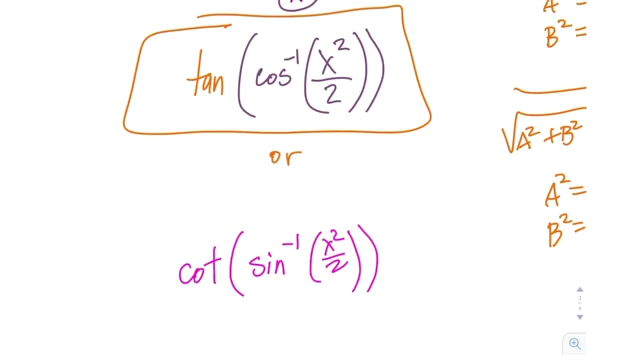 A² =
B² =
tan(cos⁻¹(x²/2))
or
√A² + B²
A² =
B² =
cot(sin⁻¹(x²/2))